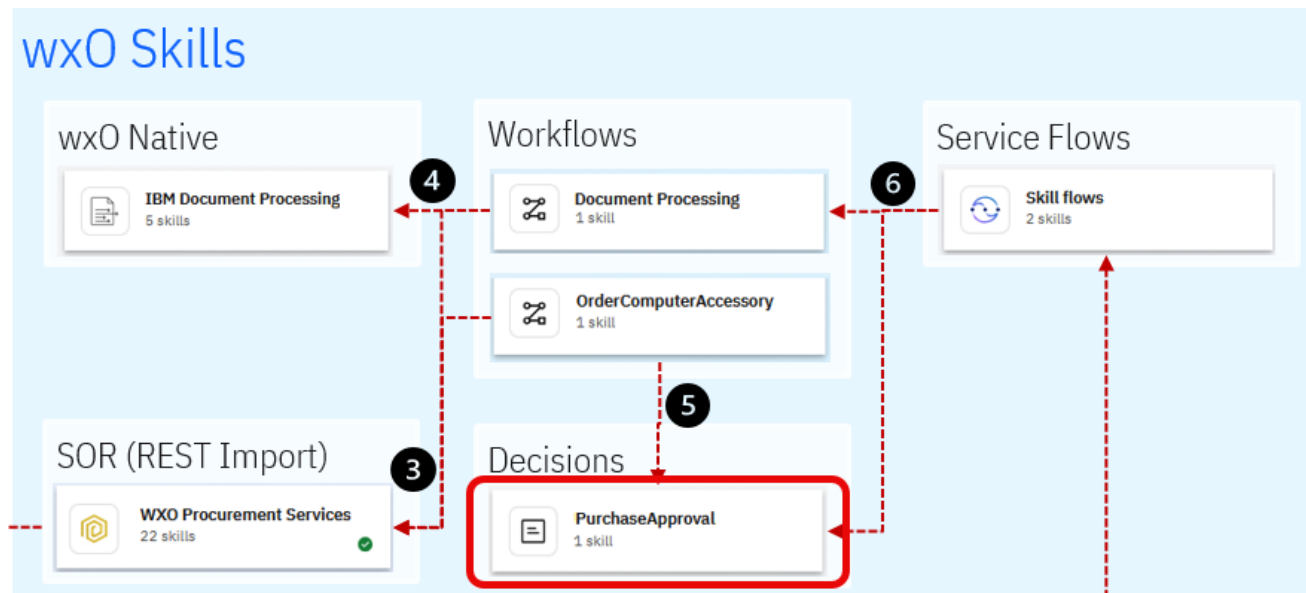 wxO Skills
wxO Native
IBM Document Processing
5 skills
4
Workflows
Document Processing
1 skill
OrderComputerAccessory
1 skill
6
Service Flows
Skill flows
2 skills
5
SOR (REST Import)
3
WXO Procurement Services
22 skills
Decisions
PurchaseApproval
1 skill